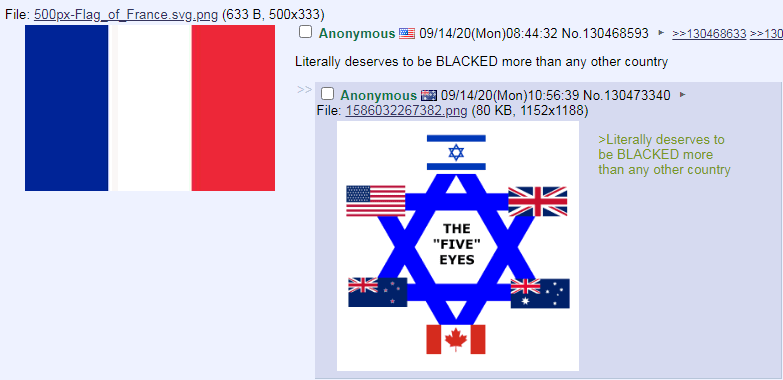 File: 500px-Flag_of_France.svg.png (633 B, 500x333)
Anonymous 09/14/20(Mon)08:44:32 No.130468593 ▸ >>130468633 >>130
Literally deserves to be BLACKED more than any other country
>> Anonymous 09/14/20(Mon)10:56:39 No.130473340 ▸
File: 1586032267382.png (80 KB, 1152x1188)
>Literally deserves to
be BLACKED more
than any other country
THE
"FIVE"
EYES